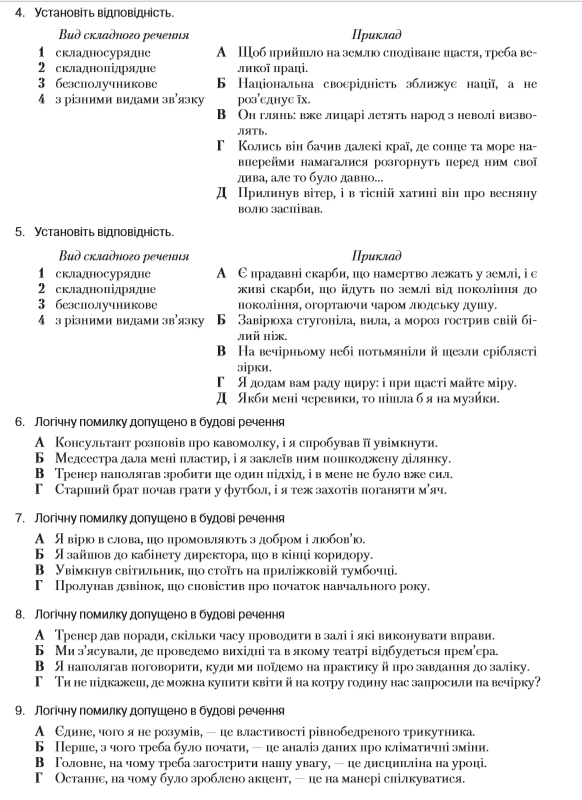 4. Установіть відповідність.
Вид складного речення Приклад
1 складносурядне А Щоб прийшло на землю сподіване щастя, треба ве-
2 складнопідрядне ликої праці.
3 безсполучникове Б Національна своєрідність зближує нації, а не
4 з різними видами зв’язку роз’єднує їх.
В Он глянь: вже лицарі летять народ з неволі визво-
лять.
Г Колись він бачив далекі краї, де сонце та море на-
вперейми намагалися розгорнуть перед ним свої
дива, але то було давно...
Д Прилинув вітер, і в тісній хатині він про весняну
волю заспівав.
5. Установіть відповідність.
Вид складного речення Приклад
1 складносурядне А Є прадавні скарби, що намертво лежать у землі, і є
2 складнопідрядне живі скарби, що йдуть по землі від покоління до
3 безсполучникове покоління, огортаючи чаром людську душу.
4 з різними видами зв’язку Б Завірюха стугоніла, вила, а мороз гострив свій бі-
лий ніж.
В На вечірньому небі потьмяніли й щезли сріблясті
зірки.
Г Я додам вам раду щиру: і при щасті майте міру.
Д Якби мені черевики, то пішла б я на музи́ки.
6. Логічну помилку допущено в будові речення
А Консультант розповів про кавомолку, і я спробував її увімкнути.
Б Медсестра дала мені пластир, і я заклеїв ним пошкоджену ділянку.
В Тренер наполягав зробити ще один підхід, і в мене не було вже сил.
Г Старший брат почав грати у футбол, і я теж захотів поганяти м’яч.
7. Логічну помилку допущено в будові речення
А Я вірю в слова, що промовляють з добром і любов’ю.
Б Я зайшов до кабінету директора, що в кінці коридору.
В Увімкнув світильник, що стоїть на приліжковій тумбочці.
Г Пролунав дзвінок, що сповістив про початок навчального року.
8. Логічну помилку допущено в будові речення
А Тренер дав поради, скільки часу проводити в залі і які виконувати вправи.
Б Ми з’ясували, де проведемо вихідні та в якому театрі відбудеться прем’єра.
В Я наполягав поговорити, куди ми поїдемо на практику й про завдання до заліку.
Г Ти не підкажеш, де можна купити квіти й на котру годину нас запросили на вечірку?
9. Логічну помилку допущено в будові речення
А Єдине, чого я не розумів, — це властивості рівнобедреного трикутника.
Б Перше, з чого треба було почати, — це аналіз даних про кліматичні зміни.
В Головне, на чому треба загострити нашу увагу, — це дисципліна на уроці.
Г Останнє, на чому було зроблено акцент, — це на манері спілкуватися.